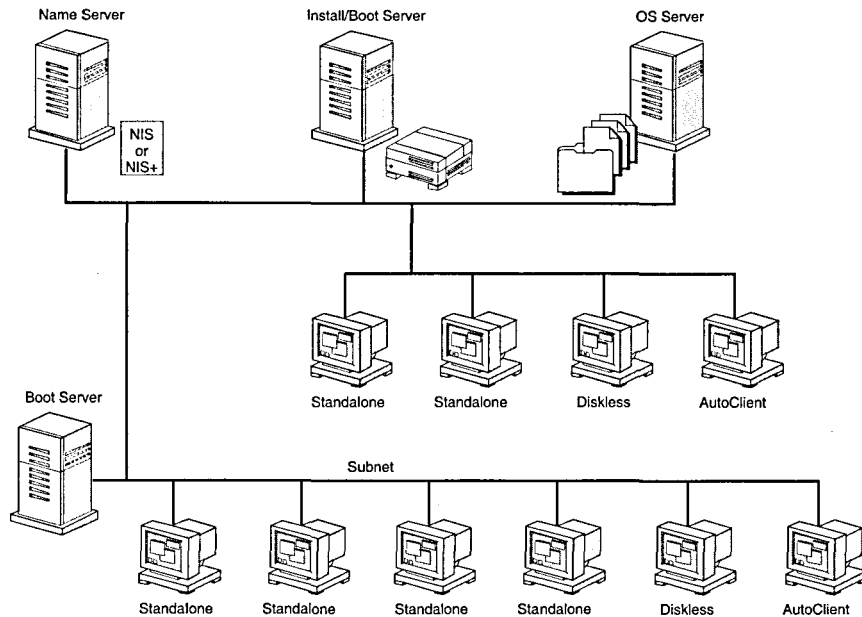 Name Server
Install/Boot Server
OS Server
NIS
or
NIS+
Standalone
Standalone
Diskless
AutoClient
Boot Server
Subnet
Standalone
Standalone
Standalone
Standalone
Diskless
AutoClient